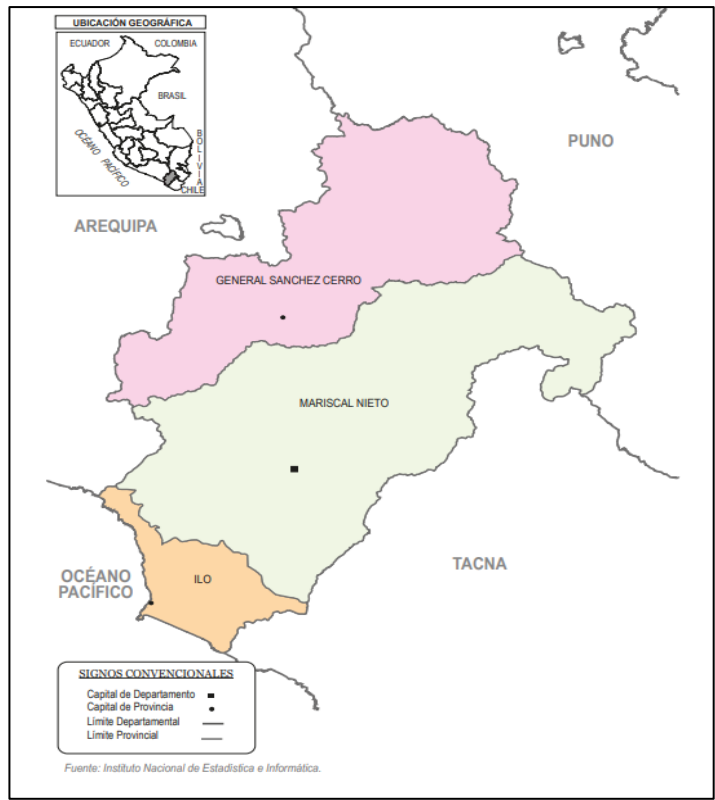 UBICACIÓN GEOGRÁFICA
ECUADOR
COLOMBIA
BRASIL
BOLIVIA
OCÉANO PACÍFICO
CHILE
PUNO
AREQUIPA
GENERAL SANCHEZ CERRO
MARISCAL NIETO
TACNA
OCÉANO
PACÍFICO
ILO
SIGNOS CONVENCIONALES
Capital de Departamento
Capital de Provincia
Límite Departamental
Límite Provincial
Fuente: Instituto Nacional de Estadística e Informática.